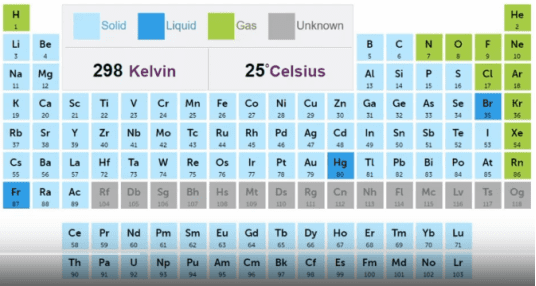 H He
1 2
Solid Liquid Gas Unknown
Li Be B C N O F Ne
3 4 5 6 7 8 9 10
298 Kelvin 25°Celsius
Na Mg Al Si P S Cl Ar
11 12 13 14 15 16 17 18
K Ca Sc Ti V Cr Mn Fe Co Ni Cu Zn Ga Ge As Se Br Kr
19 20 21 22 23 24 25 26 27 28 29 30 31 32 33 34 35 36
Rb Sr Y Zr Nb Mo Tc Ru Rh Pd Ag Cd In Sn Sb Te I Xe
37 38 39 40 41 42 43 44 45 46 47 48 49 50 51 52 53 54
Cs Ba La Hf Ta W Re Os Ir Pt Au Hg Tl Pb Bi Po At Rn
55 56 57 72 73 74 75 76 77 78 79 80 81 82 83 84 85 86
Fr Ra Ac Rf Db Sg Bh Hs Mt Ds Rg Cn Nh Fl Mc Lv Ts Og
87 88 89 104 105 106 107 108 109 110 111 112 113 114 115 116 117 118
Ce Pr Nd Pm Sm Eu Gd Tb Dy Ho Er Tm Yb Lu
58 59 60 61 62 63 64 65 66 67 68 69 70 71
Th Pa U Np Pu Am Cm Bk Cf Es Fm Md No Lr
90 91 92 93 94 95 96 97 98 99 100 101 102 103